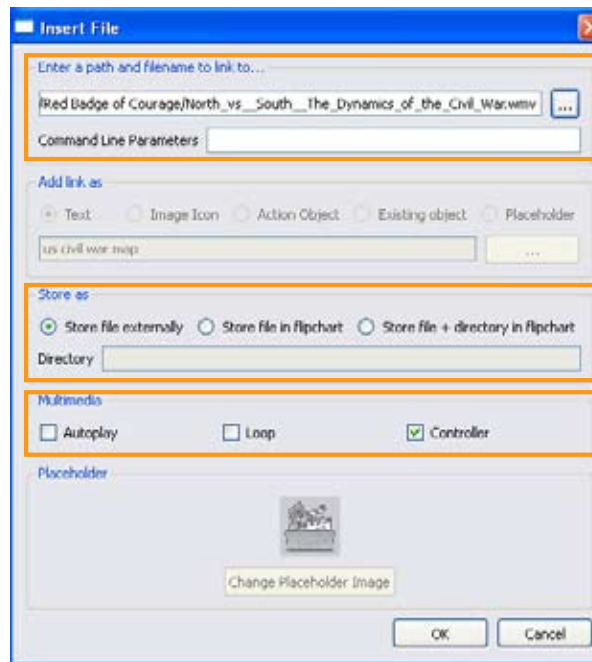 Insert File
Enter a path and filename to link to...
/Red Badge of Courage/North_vs__South__The_Dynamics_of_the_Civil_War.wmv ...
Command Line Parameters
Add link as
Text Image Icon Action Object Existing object Placeholder
us civil war map ...
Store as
Store file externally Store file in flipchart Store file + directory in flipchart
Directory
Multimedia
Autoplay Loop Controller
Placeholder
Change Placeholder Image
OK Cancel